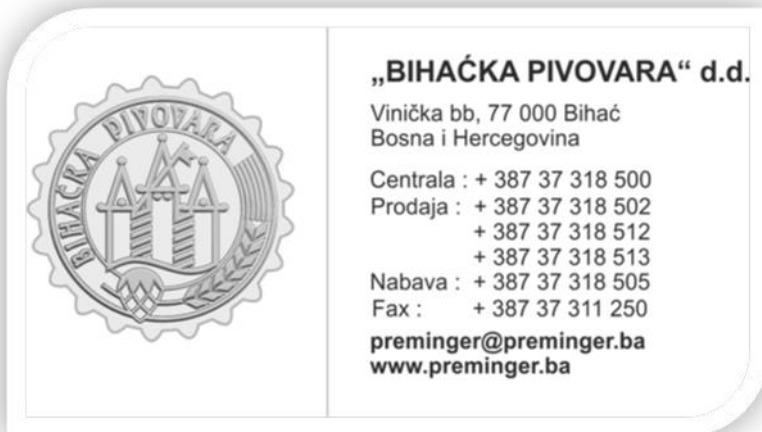 BIHAĆKA PIVOVARA
„BIHAĆKA PIVOVARA“ d.d.
Vinička bb, 77 000 Bihać
Bosna i Hercegovina
Centrala : + 387 37 318 500
Prodaja : + 387 37 318 502
+ 387 37 318 512
+ 387 37 318 513
Nabava : + 387 37 318 505
Fax : + 387 37 311 250
preminger@preminger.ba
www.preminger.ba